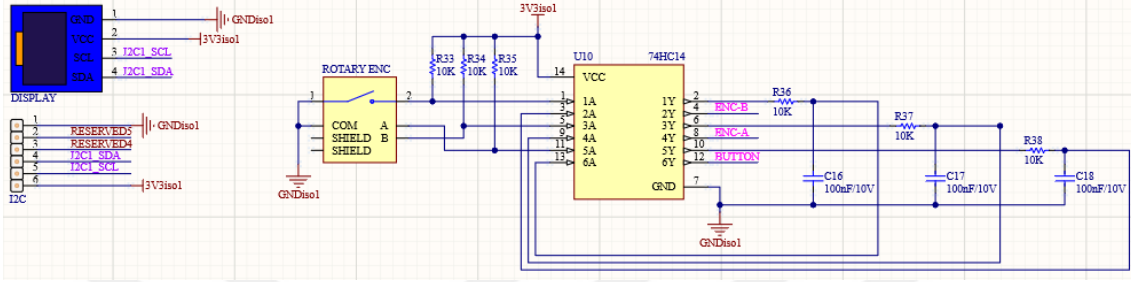 GND 1 GNDiso1
VCC 2 3V3iso1
SCL 3 I2C1_SCL
SDA 4 I2C1_SDA
DISPLAY
1 GNDiso1
2 RESERVED5
3 RESERVED4
4 I2C1_SDA
5 I2C1_SCL
6 3V3iso1
I2C
3V3iso1
R33 10K
R34 10K
R35 10K
ROTARY ENC
1 2
COM A
SHIELD B
SHIELD
GNDiso1
U10 74HC14
14 VCC
1 1A 1Y 2
3 2A 2Y 4 ENC-B
5 3A 3Y 6
9 4A 4Y 8 ENC-A
11 5A 5Y 10
13 6A 6Y 12 BUTTON
GND 7
GNDiso1
R36
10K
R37
10K
R38
10K
C16
100nF/10V
C17
100nF/10V
C18
100nF/10V